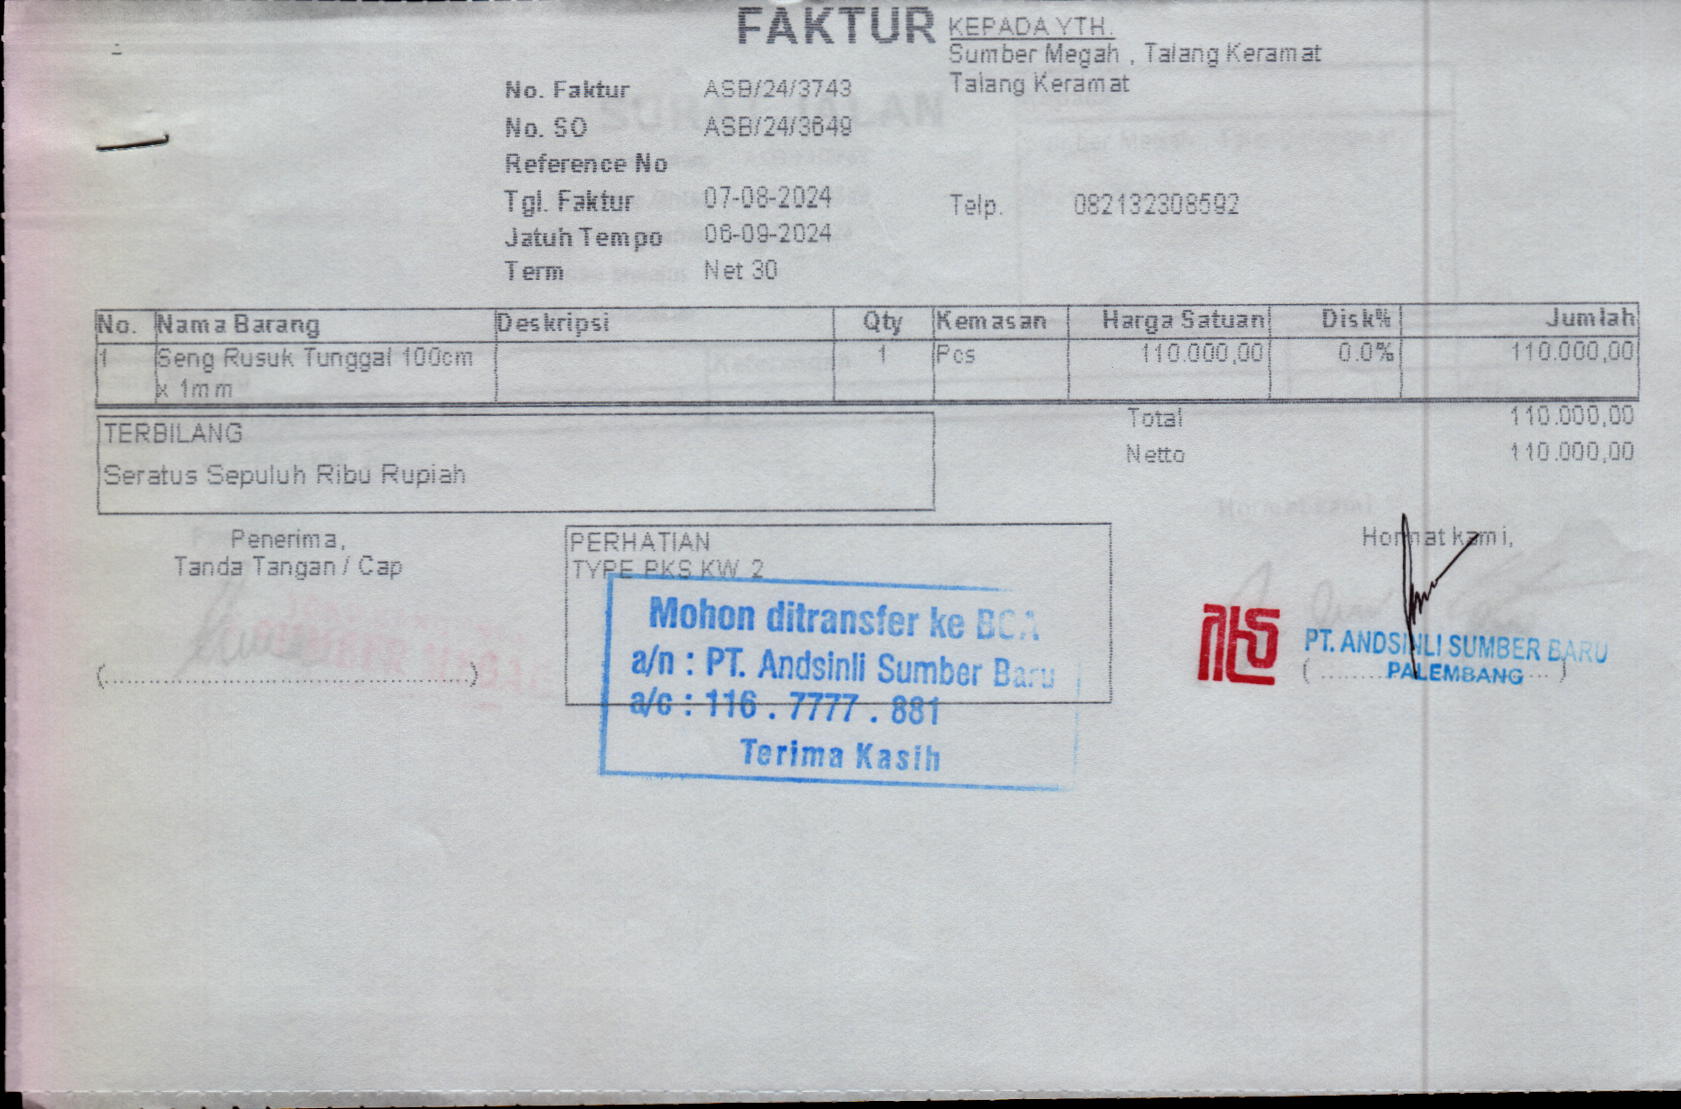 FAKTUR
KEPADA YTH.
Sumber Megah , Talang Keramat
Talang Keramat
No. Faktur ASB/24/3743
No. SO ASB/24/3649
Reference No
Tgl. Faktur 07-08-2024
Telp. 082132308592
Jatuh Tempo 06-09-2024
Term Net 30
No. Nama Barang Deskripsi Qty Kemasan Harga Satuan Disk% Jumlah
1 Seng Rusuk Tunggal 100cm 1 Pcs 110.000,00 0.0% 110.000,00
x 1mm
Total 110.000,00
TERBILANG
Netto 110.000,00
Seratus Sepuluh Ribu Rupiah
Penerima,
Tanda Tangan / Cap
PERHATIAN
TYPE PKS KW 2
Hormat kami,
Mohon ditransfer ke BCA
a/n : PT. Andsinli Sumber Baru
a/c : 116 . 7777 . 881
Terima Kasih
PT. ANDSINLI SUMBER BARU
PALEMBANG